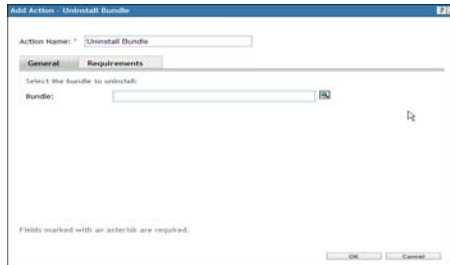 Add Action - Uninstall Bundle
?
Action Name: * Uninstall Bundle
General Requirements
Select the bundle to uninstall:
Bundle:
Fields marked with an asterisk are required.
OK Cancel